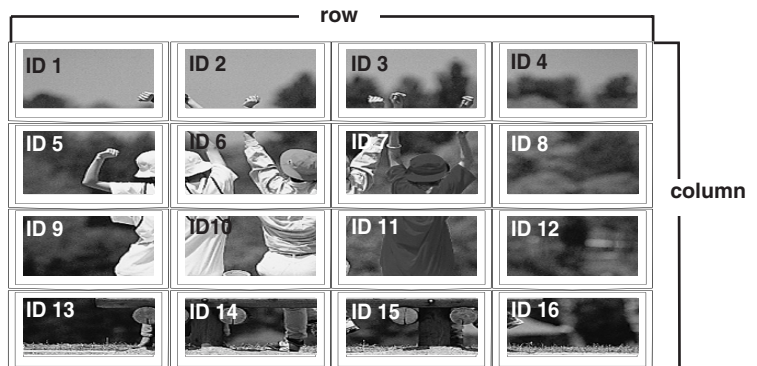 row
ID 1 ID 2 ID 3 ID 4
ID 5 ID 6 ID 7 ID 8
column
ID 9 ID10 ID 11 ID 12
ID 13 ID 14 ID 15 ID 16